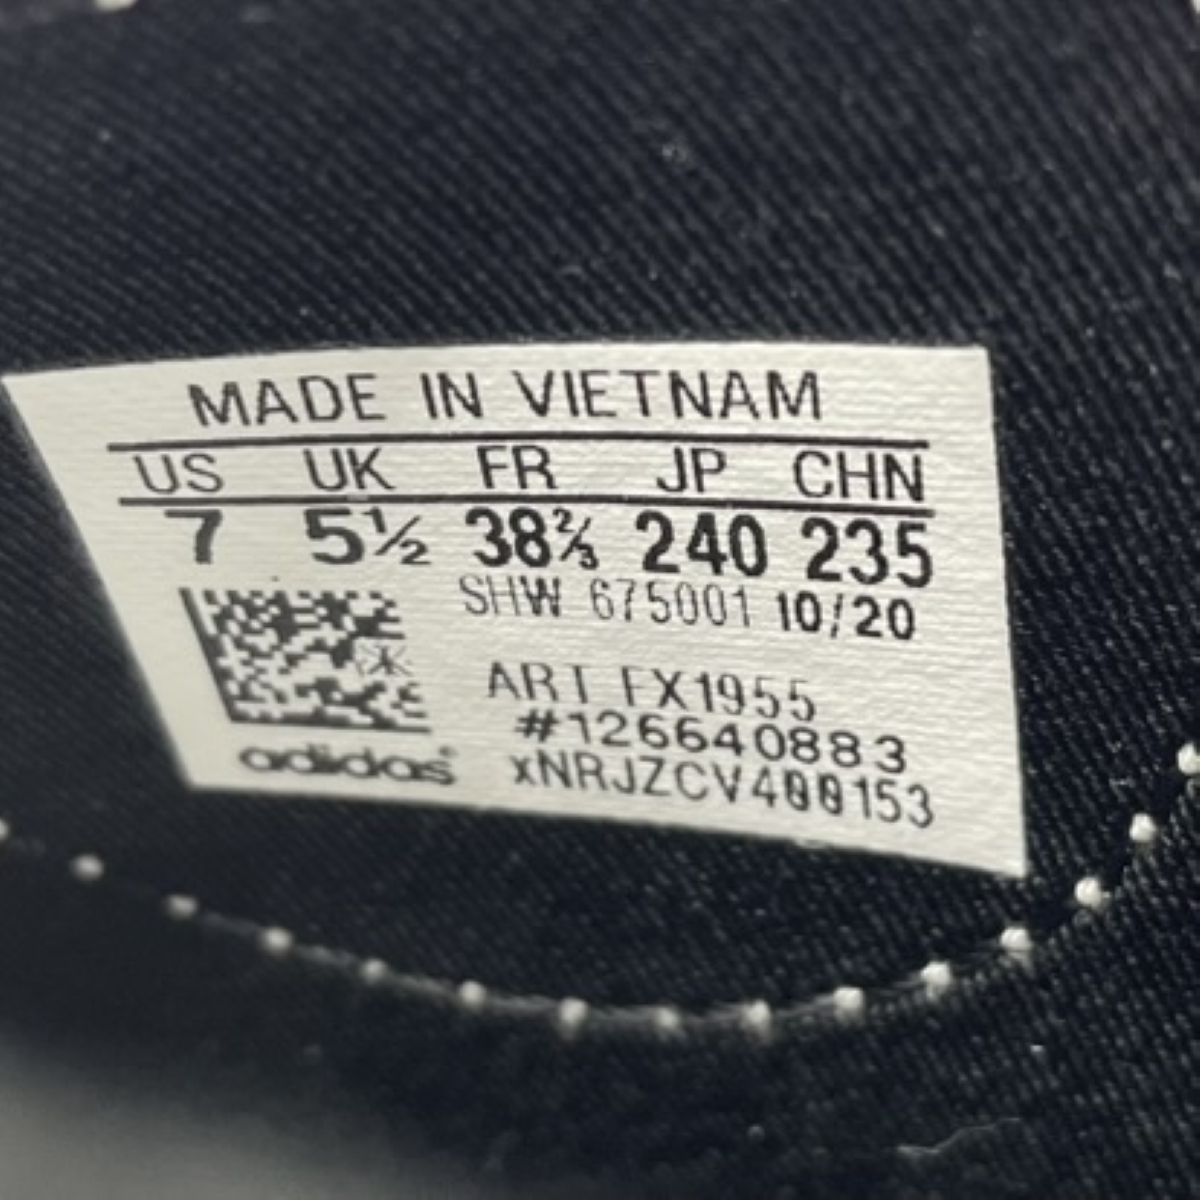 MADE IN VIETNAM
US UK FR JP CHN
7 5½ 38⅔ 240 235
SHW 675001 10/20
ART FX1955
#126640883
xNRJZCV400153
adidas